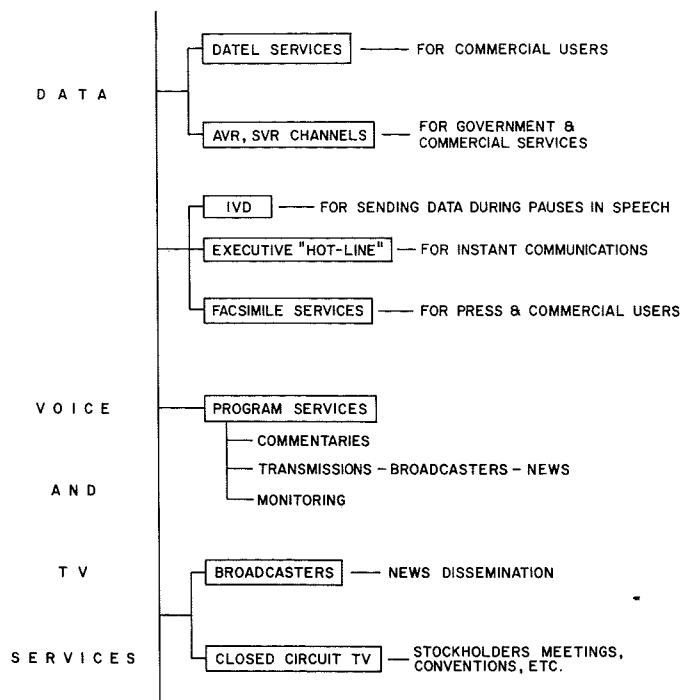 DATA
DATEL SERVICES — FOR COMMERCIAL USERS
AVR, SVR CHANNELS — FOR GOVERNMENT &
COMMERCIAL SERVICES
IVD — FOR SENDING DATA DURING PAUSES IN SPEECH
EXECUTIVE "HOT-LINE" — FOR INSTANT COMMUNICATIONS
FACSIMILE SERVICES — FOR PRESS & COMMERCIAL USERS
VOICE
PROGRAM SERVICES
COMMENTARIES
TRANSMISSIONS – BROADCASTERS – NEWS
MONITORING
AND
TV
BROADCASTERS — NEWS DISSEMINATION
SERVICES
CLOSED CIRCUIT TV — STOCKHOLDERS MEETINGS,
CONVENTIONS, ETC.